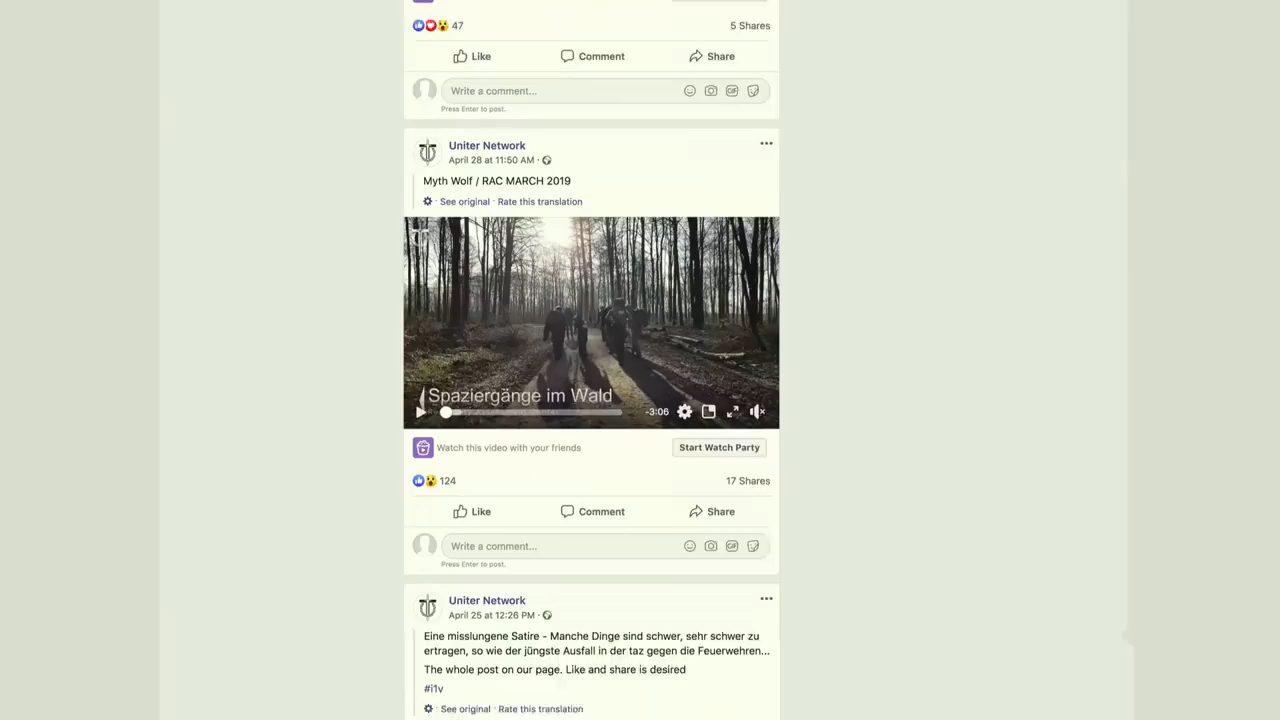 47
5 Shares
Like
Comment
Share
Write a comment...
GIF
Press Enter to post.
Uniter Network
April 28 at 11:50 AM ·
Myth Wolf / RAC MARCH 2019
· See original · Rate this translation
Spaziergänge im Wald
-3:06
Watch this video with your friends
Start Watch Party
124
17 Shares
Like
Comment
Share
Write a comment...
GIF
Press Enter to post.
Uniter Network
April 25 at 12:26 PM ·
Eine misslungene Satire - Manche Dinge sind schwer, sehr schwer zu
ertragen, so wie der jüngste Ausfall in der taz gegen die Feuerwehren...
The whole post on our page. Like and share is desired
#i1v
· See original · Rate this translation